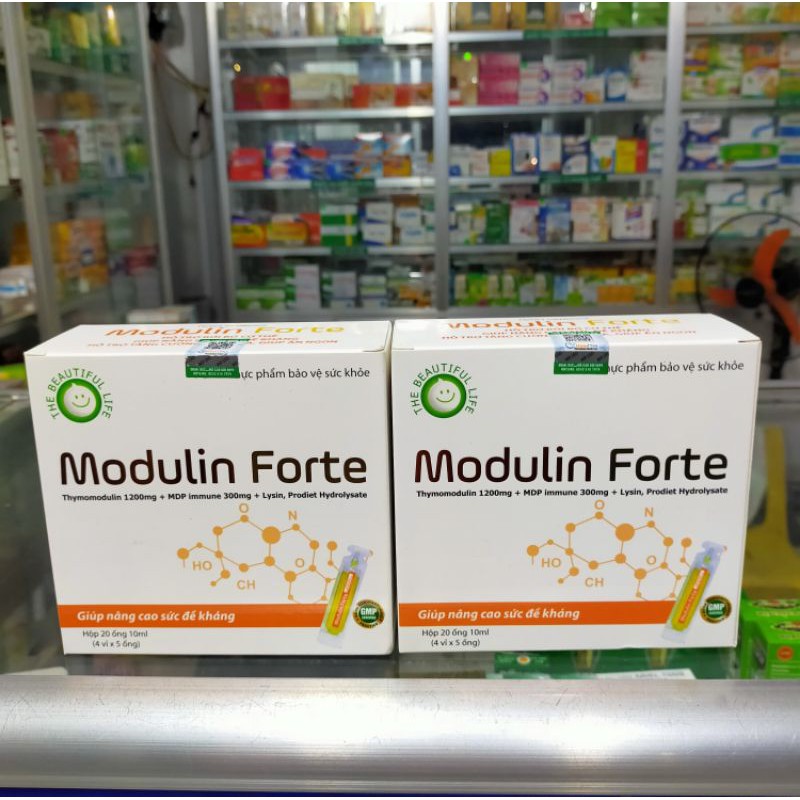 Modulin Forte
THE BEAUTIFUL LIFE
phẩm bảo vệ sức khỏe
Modulin Forte
Thymomodulin 1200mg + MDP immune 300mg + Lysin, Prodiet Hydrolysate
O
N
HO
O
CH
Giúp nâng cao sức đề kháng
GMP
Hộp 20 ống 10ml
(4 vỉ x 5 ống)
Modulin Forte
THE BEAUTIFUL LIFE
phẩm bảo vệ sức khỏe
Modulin Forte
Thymomodulin 1200mg + MDP immune 300mg + Lysin, Prodiet Hydrolysate
O
N
HO
O
CH
Giúp nâng cao sức đề kháng
GMP
Hộp 20 ống 10ml
(4 vỉ x 5 ống)